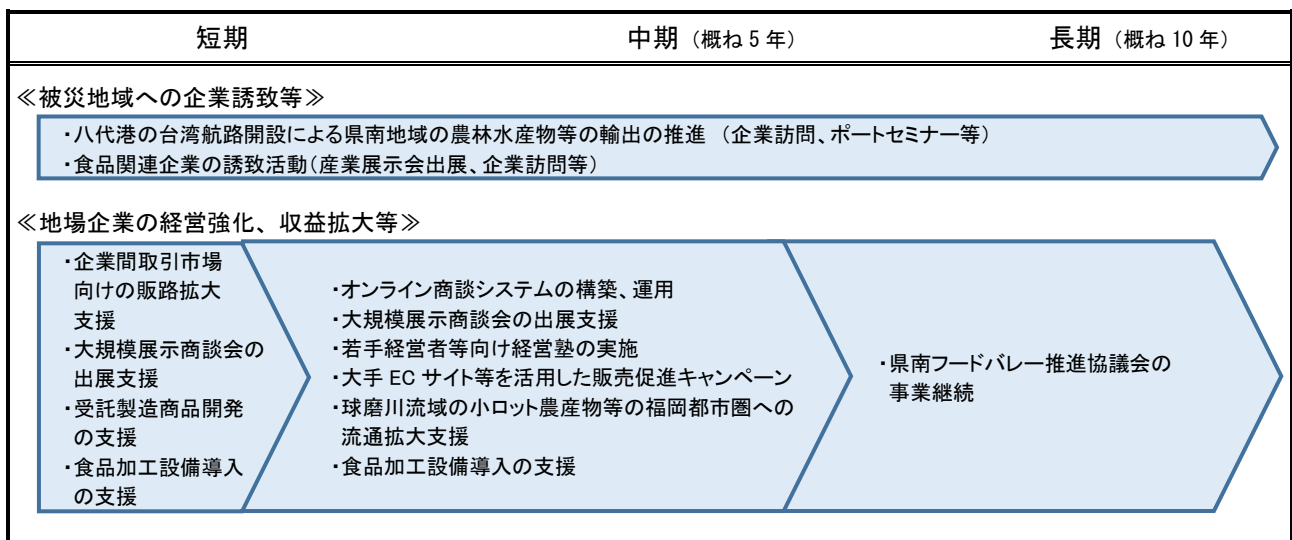 短期 中期（概ね5年） 長期（概ね10年）
≪被災地域への企業誘致等≫
・八代港の台湾航路開設による県南地域の農林水産物等の輸出の推進 （企業訪問、ポートセミナー等）
・食品関連企業の誘致活動（産業展示会出展、企業訪問等）
≪地場企業の経営強化、収益拡大等≫
・企業間取引市場
向けの販路拡大
支援
・大規模展示商談会の
出展支援
・受託製造商品開発
の支援
・食品加工設備導入
の支援
・オンライン商談システムの構築、運用
・大規模展示商談会の出展支援
・若手経営者等向け経営塾の実施
・大手ECサイト等を活用した販売促進キャンペーン
・球磨川流域の小ロット農産物等の福岡都市圏への
流通拡大支援
・食品加工設備導入の支援
・県南フードバレー推進協議会の
事業継続